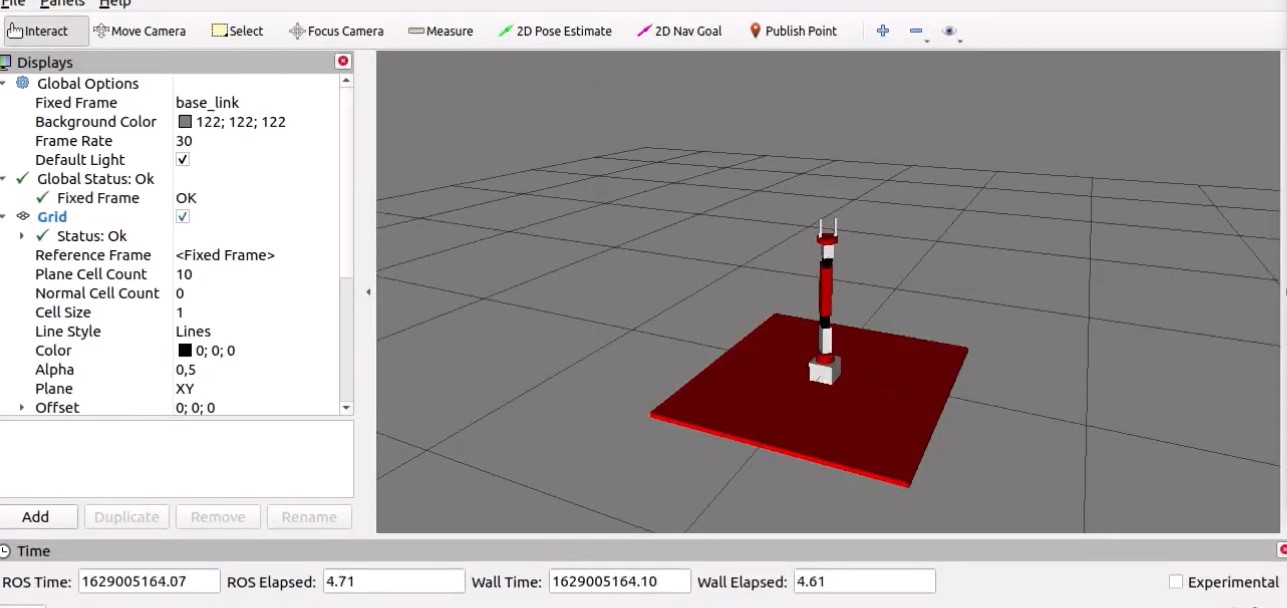 File Panels Help
Interact Move Camera Select Focus Camera Measure 2D Pose Estimate 2D Nav Goal Publish Point
Displays
Global Options
Fixed Frame base_link
Background Color 122; 122; 122
Frame Rate 30
Default Light
Global Status: Ok
Fixed Frame OK
Grid
Status: Ok
Reference Frame <Fixed Frame>
Plane Cell Count 10
Normal Cell Count 0
Cell Size 1
Line Style Lines
Color 0; 0; 0
Alpha 0,5
Plane XY
Offset 0; 0; 0
Add Duplicate Remove Rename
Time
ROS Time: 1629005164.07 ROS Elapsed: 4.71 Wall Time: 1629005164.10 Wall Elapsed: 4.61 Experimental